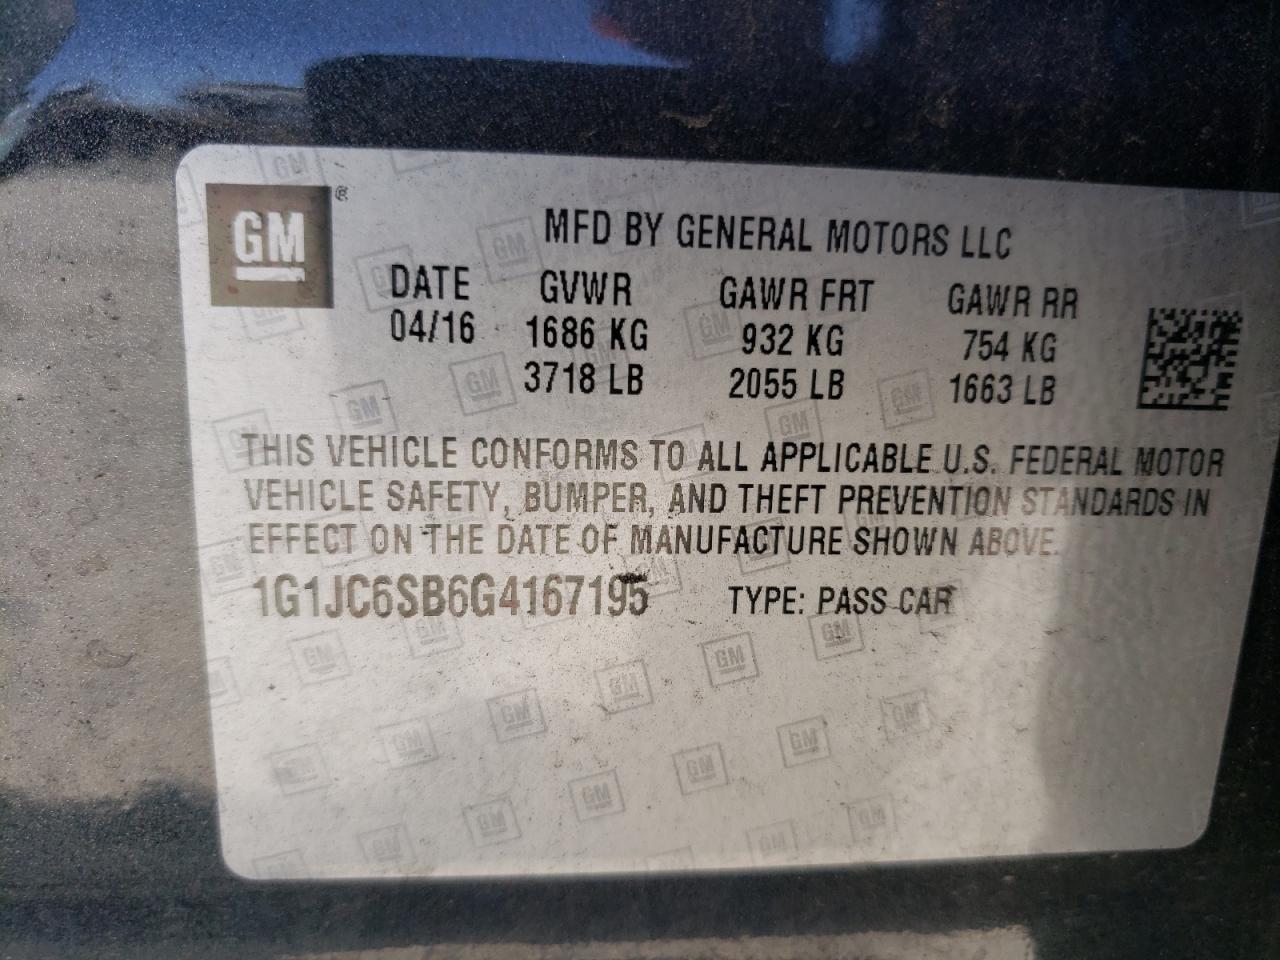 GM ®
MFD BY GENERAL MOTORS LLC
DATE GVWR GAWR FRT GAWR RR
04/16 1686 KG 932 KG 754 KG
3718 LB 2055 LB 1663 LB
THIS VEHICLE CONFORMS TO ALL APPLICABLE U.S. FEDERAL MOTOR
VEHICLE SAFETY, BUMPER, AND THEFT PREVENTION STANDARDS IN
EFFECT ON THE DATE OF MANUFACTURE SHOWN ABOVE.
1G1JC6SB6G4167195 TYPE: PASS CAR